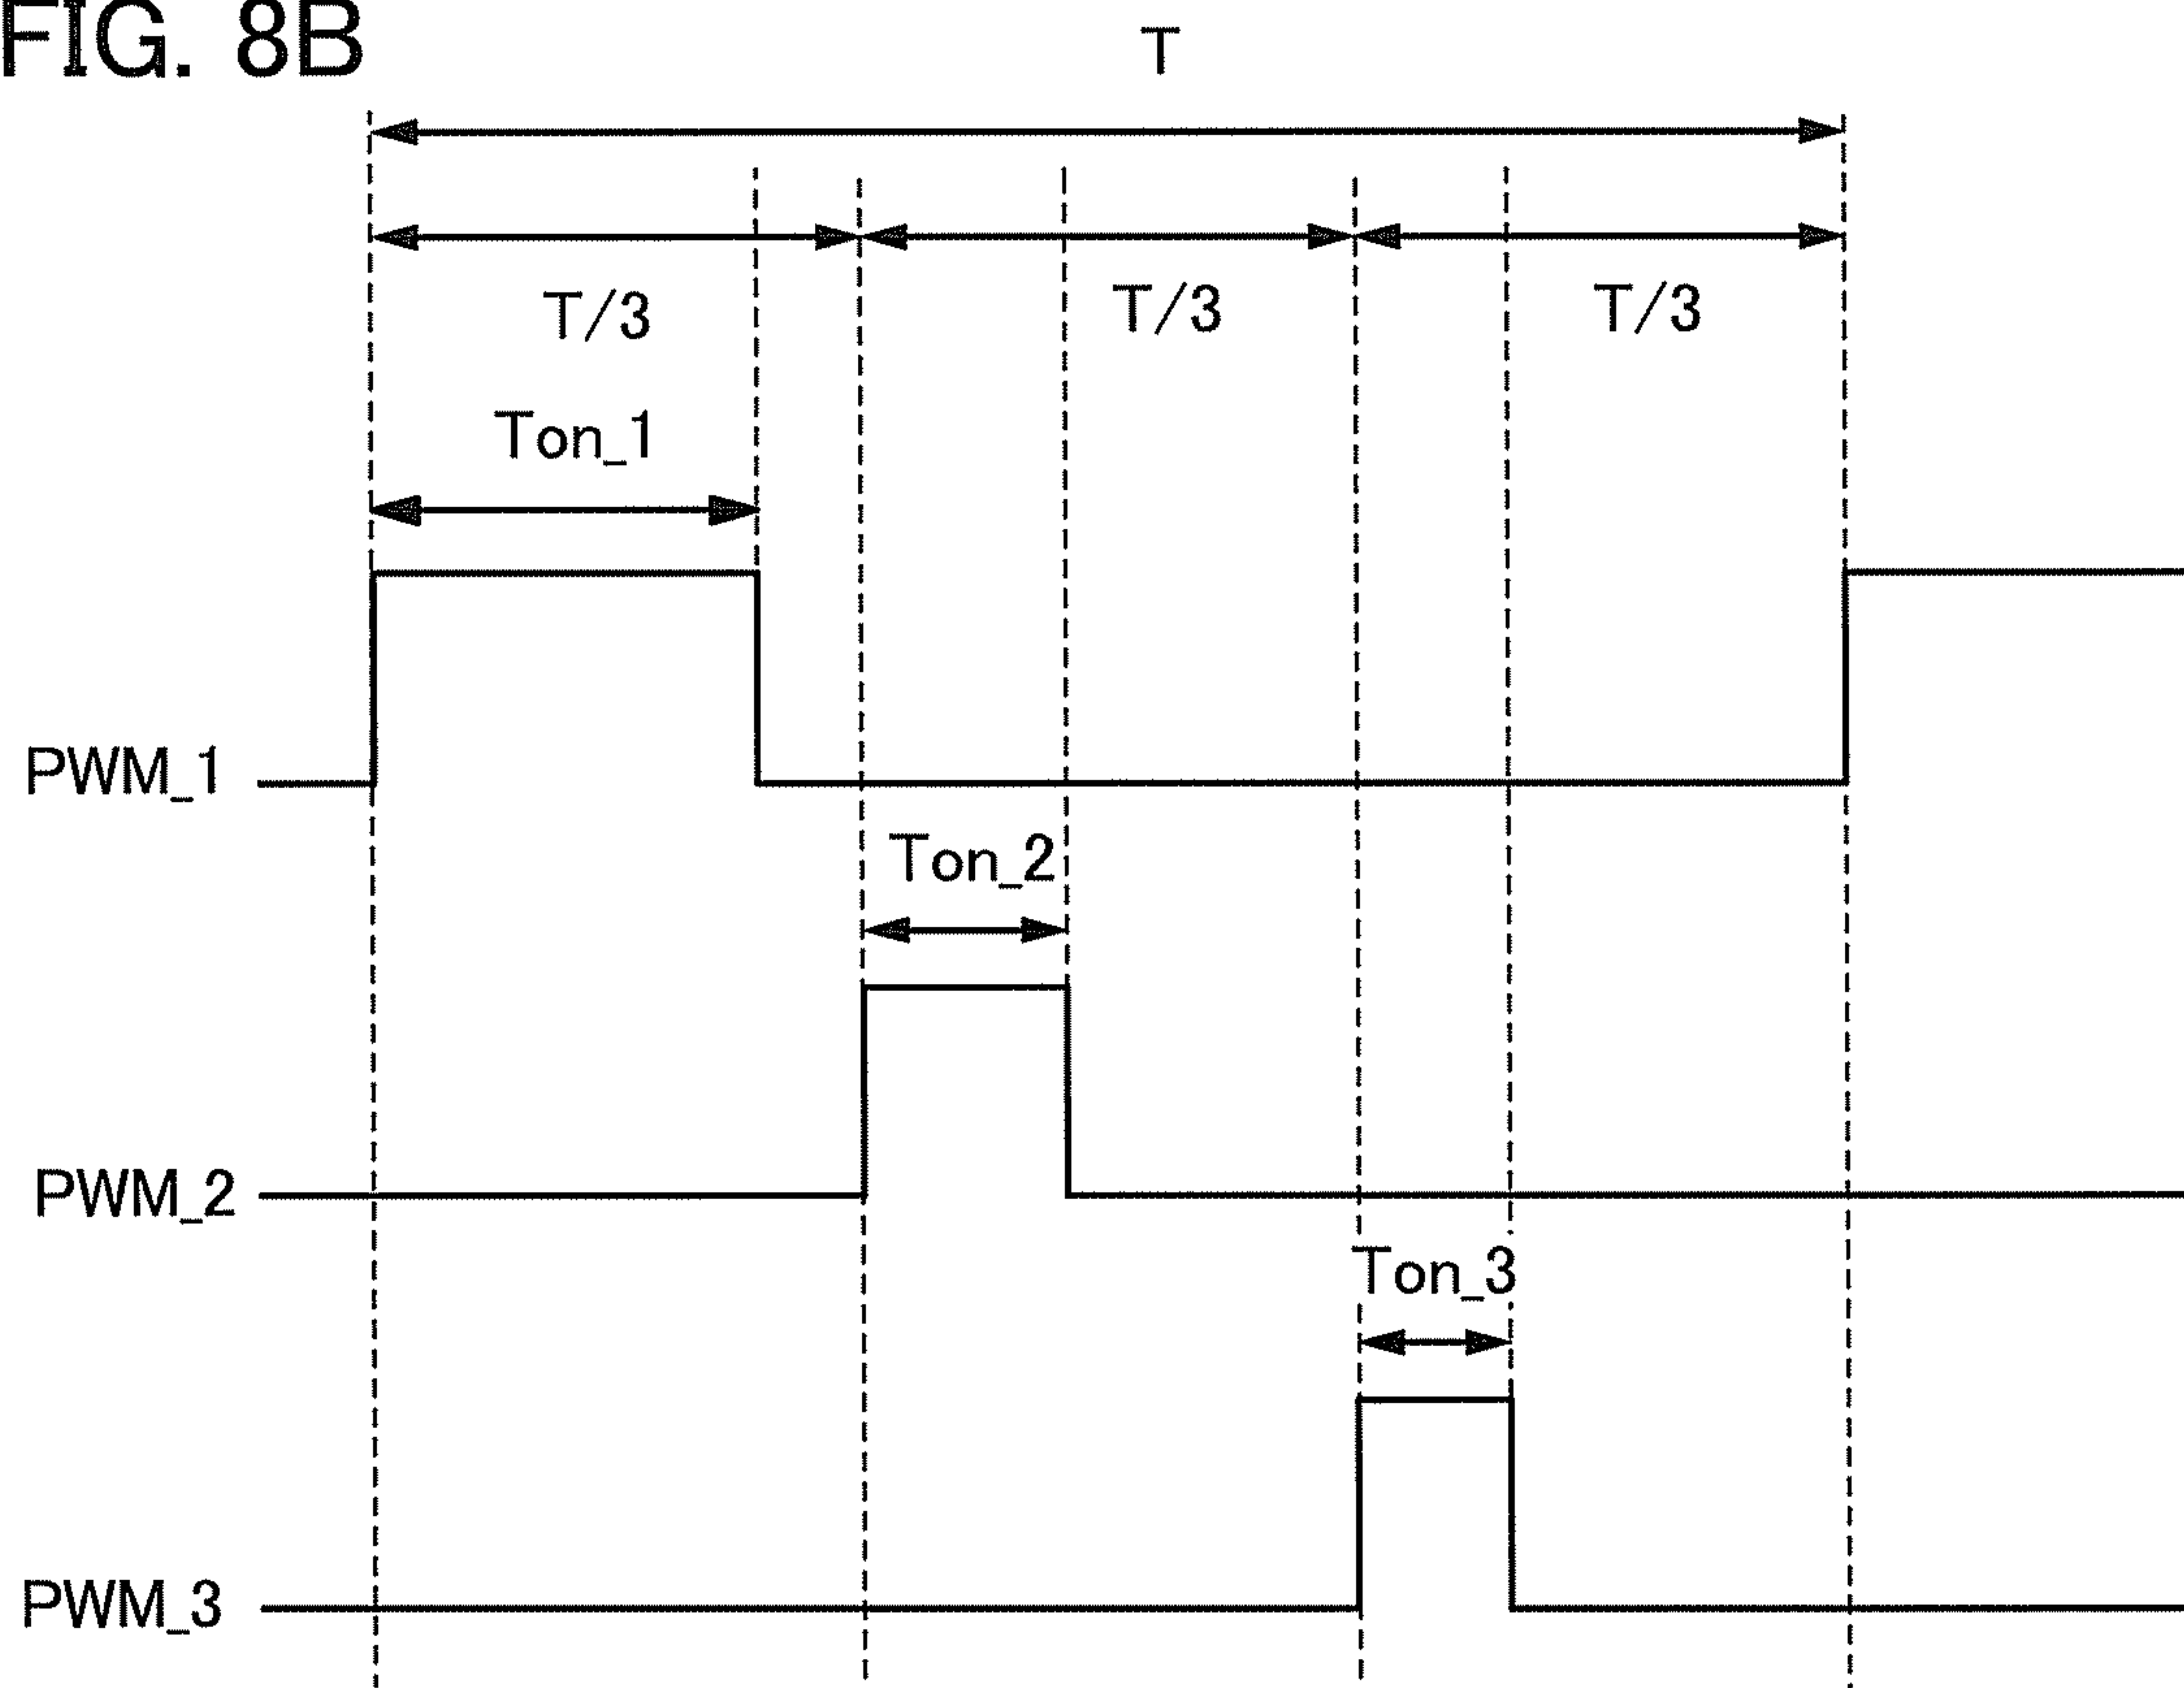 FIG. 8B
T
T/3
T/3
T/3
Ton_1
PWM_1
Ton_2
PWM_2
Ton_3
PWM_3